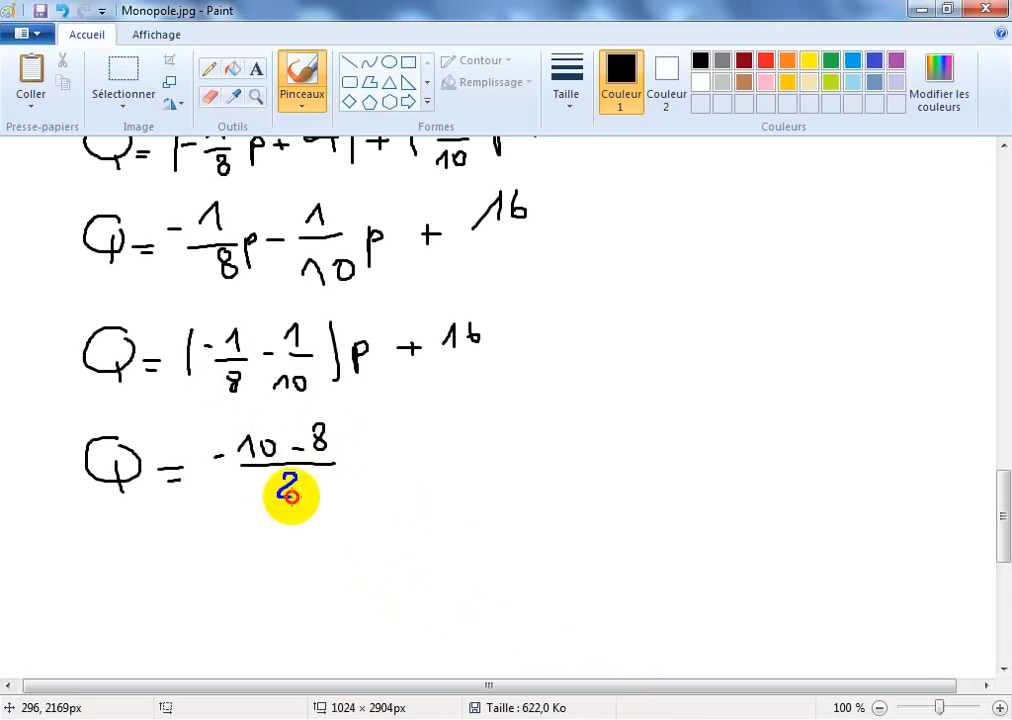 Monopole.jpg - Paint
Accueil
Affichage
Coller
Sélectionner
Pinceaux
Contour
Remplissage
Taille
Couleur 1
Couleur 2
Modifier les couleurs
Presse-papiers
Image
Outils
Formes
Couleurs
Q = (-1/8 p +
Q = -1/8 p - 1/10 p + 16
Q = (-1/8 - 1/10) p + 16
Q = -10-8
296, 2169px
1024 × 2904px
Taille : 622,0 Ko
100 %